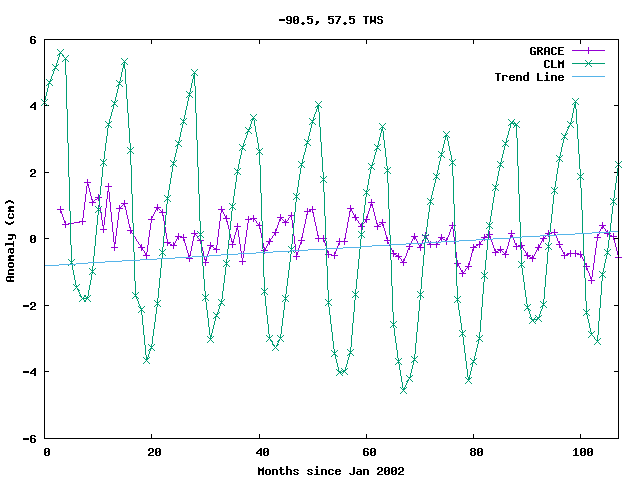 -90.5, 57.5 TWS
GRACE
CLM
Trend Line
6
4
2
0
-2
-4
-6
Anomaly (cm)
0 20 40 60 80 100
Months since Jan 2002